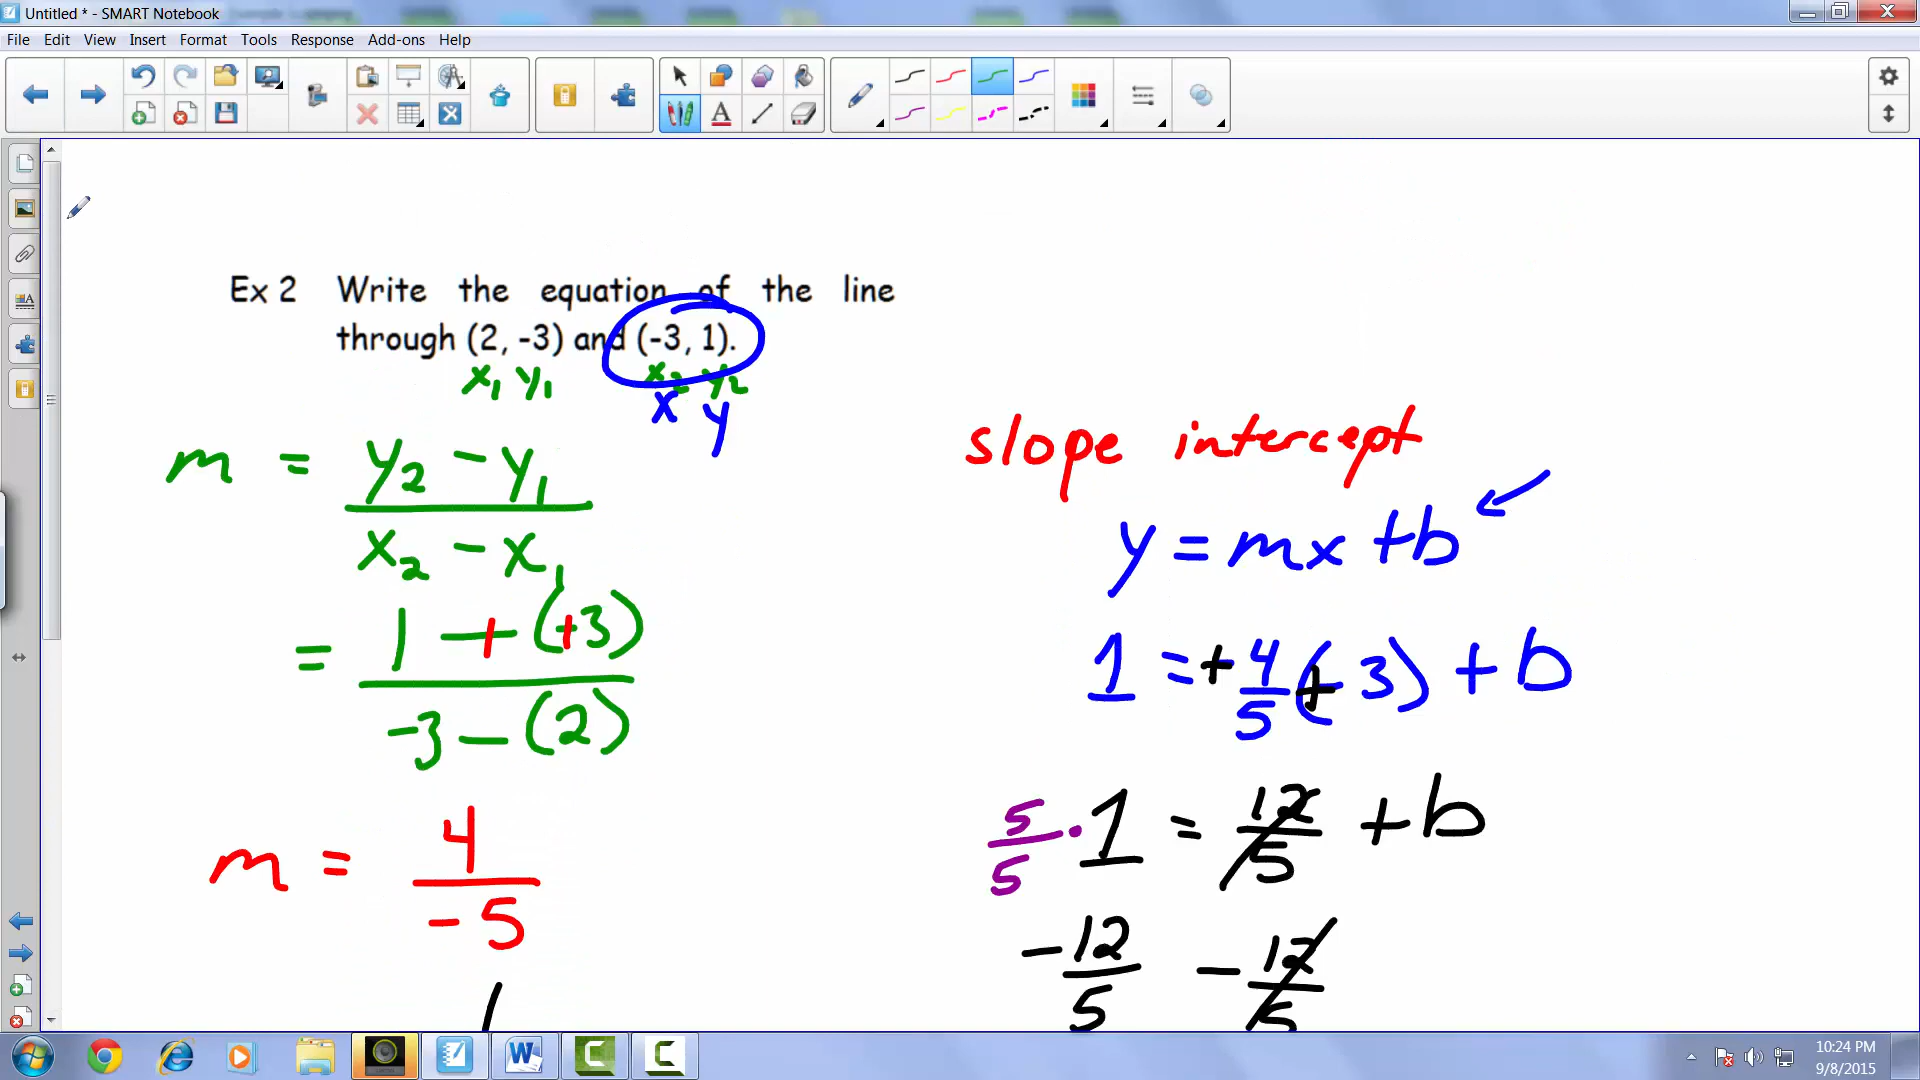 Untitled * - SMART Notebook
File Edit View Insert Format Tools Response Add-ons Help
Ex 2 Write the equation of the line
through (2, -3) and (-3, 1).
x₁ y₁ x₂ y₂
x y
m = y₂ - y₁ / x₂ - x₁
= 1 + (+3) / -3 - (2)
m = 4 / -5
slope intercept
y = mx + b
1 = + 4/5 (+3) + b
5/5 · 1 = 12/5 + b
-12/5 - 12/5
10:24 PM
9/8/2015